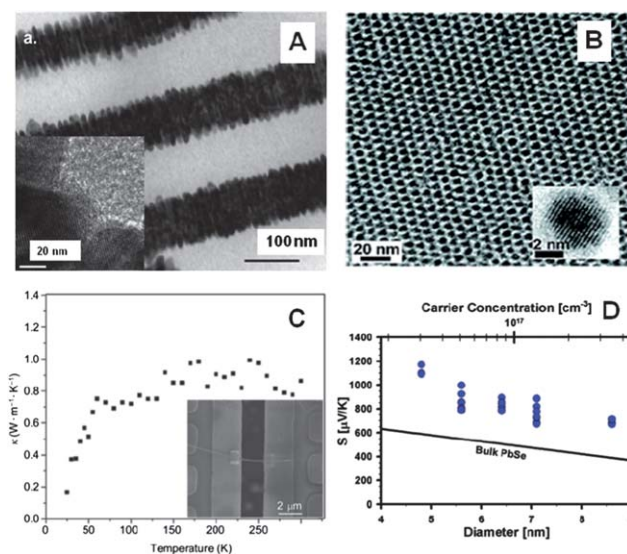 a.
A
20 nm
100 nm
B
20 nm
2 nm
C
κ (W · m⁻¹ · K⁻¹)
1.4
1.2
1.0
0.8
0.6
0.4
0.2
0.0
0 50 100 150 200 250
Temperature (K)
2 μm
Carrier Concentration [cm⁻³]
10¹⁷
D
S [μV/K]
1400
1200
1000
800
600
400
200
0
Bulk PbSe
4 5 6 7 8
Diameter [nm]